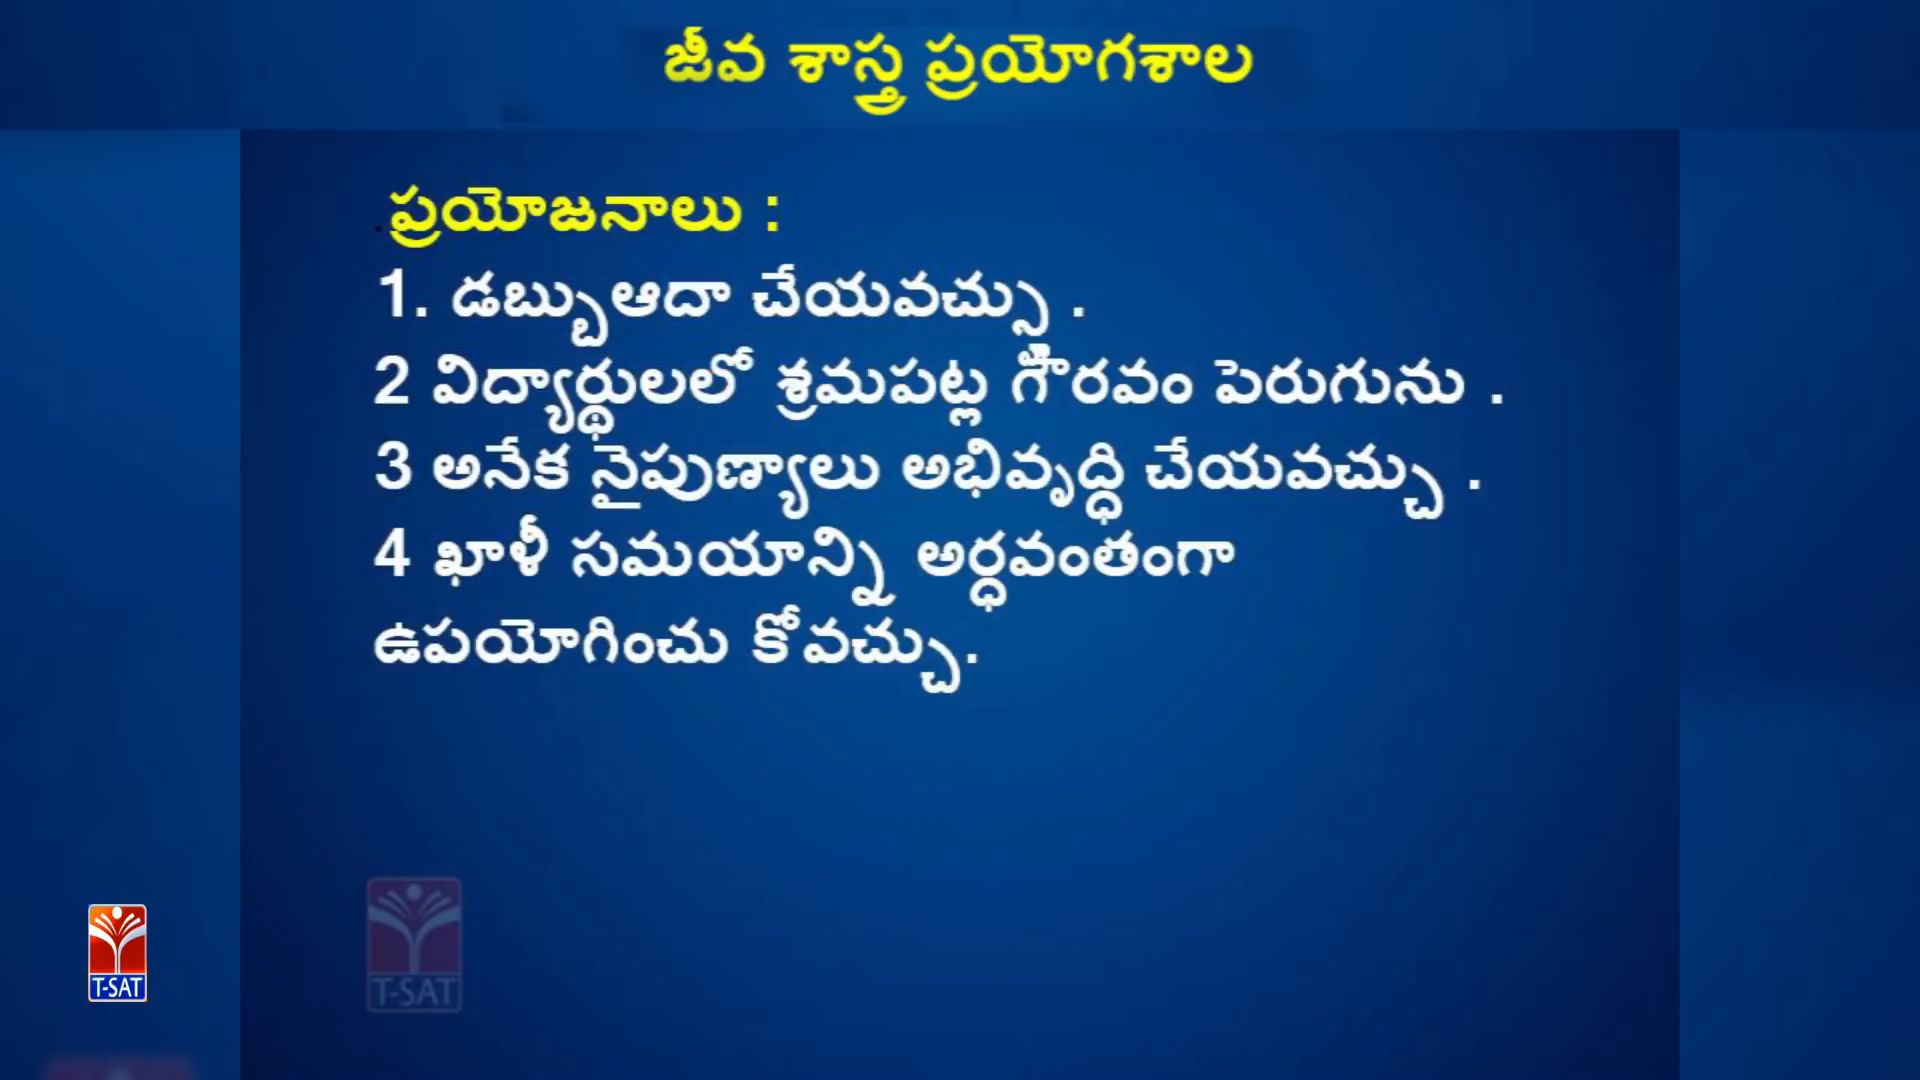 జీవ శాస్త్ర ప్రయోగశాల
.ప్రయోజనాలు :
1. డబ్బుఆదా చేయవచ్చు .
2 విద్యార్థులలో శ్రమపట్ల గౌరవం పెరుగును .
3 అనేక నైపుణ్యాలు అభివృద్ధి చేయవచ్చు .
4 ఖాళీ సమయాన్ని అర్ధవంతంగా
ఉపయోగించు కోవచ్చు.
T-SAT
T-SAT